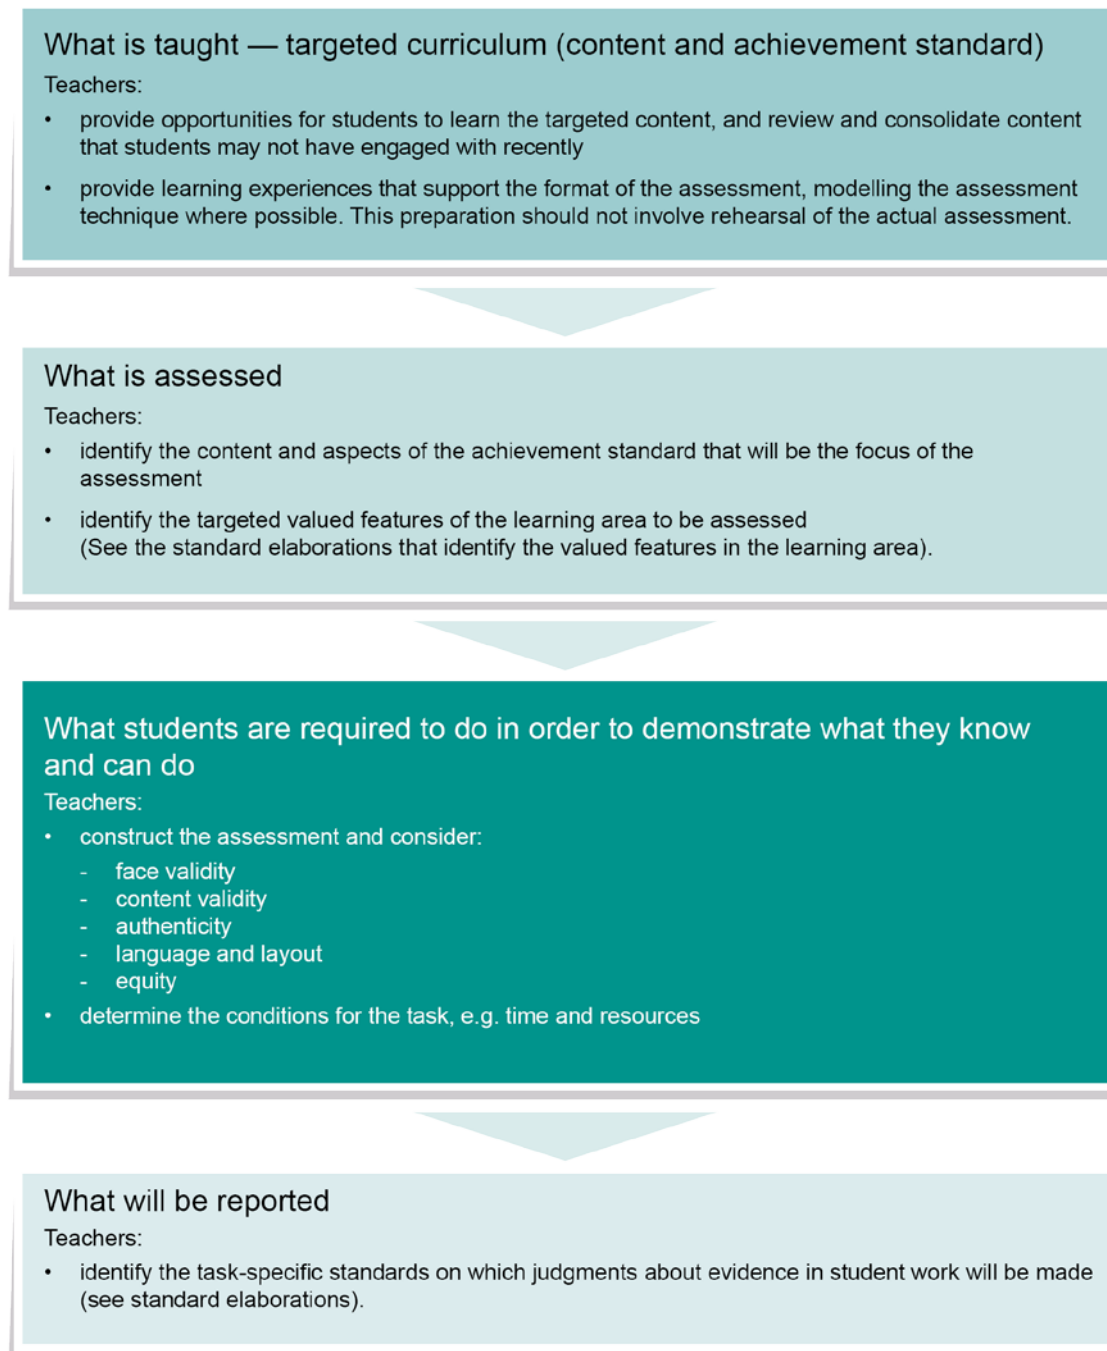 What is taught — targeted curriculum (content and achievement standard)
Teachers:
• provide opportunities for students to learn the targeted content, and review and consolidate content
that students may not have engaged with recently
• provide learning experiences that support the format of the assessment, modelling the assessment
technique where possible. This preparation should not involve rehearsal of the actual assessment.
What is assessed
Teachers:
• identify the content and aspects of the achievement standard that will be the focus of the
assessment
• identify the targeted valued features of the learning area to be assessed
(See the standard elaborations that identify the valued features in the learning area).
What students are required to do in order to demonstrate what they know
and can do
Teachers:
• construct the assessment and consider:
- face validity
- content validity
- authenticity
- language and layout
- equity
• determine the conditions for the task, e.g. time and resources
What will be reported
Teachers:
• identify the task-specific standards on which judgments about evidence in student work will be made
(see standard elaborations).